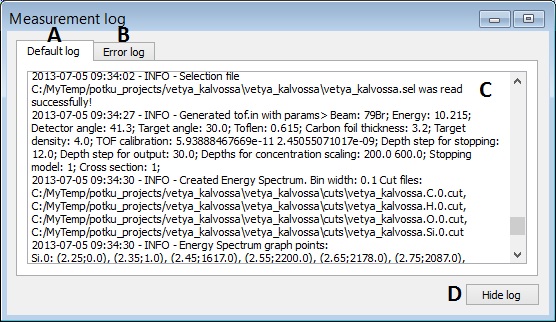 Measurement log
A B
Default log Error log
2013-07-05 09:34:02 - INFO - Selection file
C:/MyTemp/potku_projects/vetya_kalvossa\vetya_kalvossa\vetya_kalvossa.sel was read
successfully!
C
2013-07-05 09:34:27 - INFO - Generated tof.in with params> Beam: 79Br; Energy: 10.215;
Detector angle: 41.3; Target angle: 30.0; Toflen: 0.615; Carbon foil thickness: 3.2; Target
density: 4.0; TOF calibration: 5.93888467669e-11 2.45055071017e-09; Depth step for stopping:
12.0; Depth step for output: 30.0; Depths for concentration scaling: 200.0 600.0; Stopping
model: 1; Cross section: 1;
2013-07-05 09:34:30 - INFO - Created Energy Spectrum. Bin width: 0.1 Cut files:
C:/MyTemp/potku_projects/vetya_kalvossa\vetya_kalvossa\cuts\vetya_kalvossa.C.0.cut,
C:/MyTemp/potku_projects/vetya_kalvossa\vetya_kalvossa\cuts\vetya_kalvossa.H.0.cut,
C:/MyTemp/potku_projects/vetya_kalvossa\vetya_kalvossa\cuts\vetya_kalvossa.O.0.cut,
C:/MyTemp/potku_projects/vetya_kalvossa\vetya_kalvossa\cuts\vetya_kalvossa.Si.0.cut
2013-07-05 09:34:30 - INFO - Energy Spectrum graph points:
Si.0: (2.25;0.0), (2.35;1.0), (2.45;1617.0), (2.55;2200.0), (2.65;2178.0), (2.75;2087.0),
D Hide log